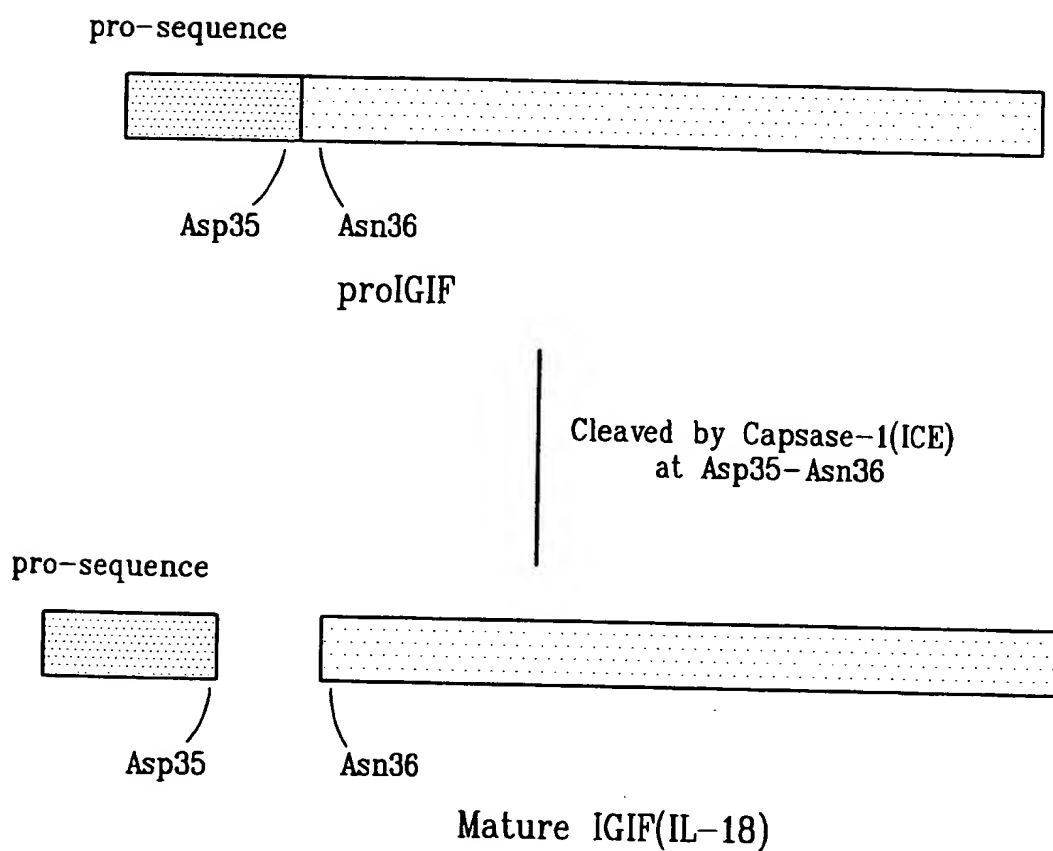 pro-sequence
Asp35 Asn36
proIGIF
Cleaved by Capsase-1(ICE)
at Asp35-Asn36
pro-sequence
Asp35 Asn36
Mature IGIF(IL-18)